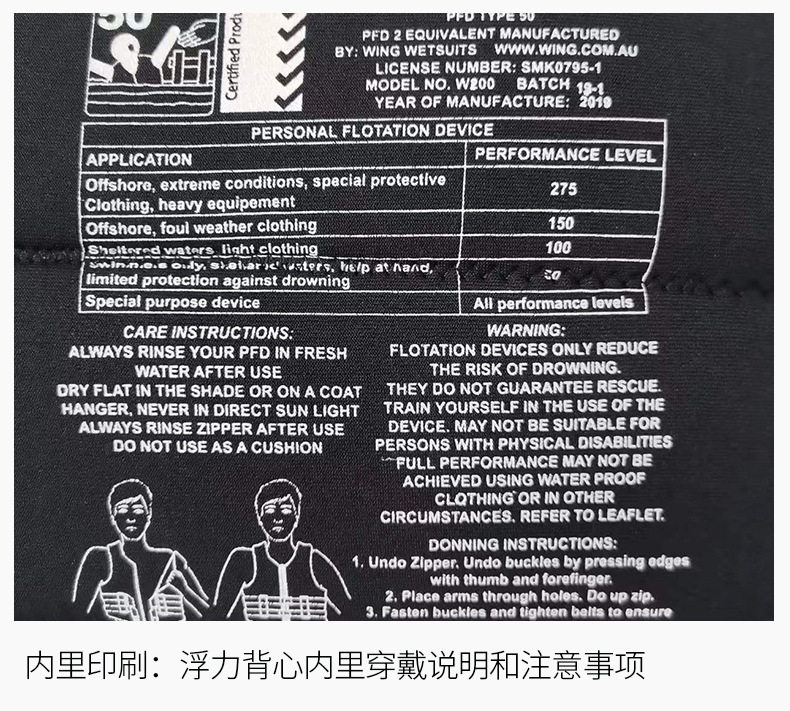 50
Certified Prod
PFD TYPE 50
PFD 2 EQUIVALENT MANUFACTURED
BY: WING WETSUITS WWW.WING.COM.AU
LICENSE NUMBER: SMK0795-1
MODEL NO. W200 BATCH 19-1
YEAR OF MANUFACTURE: 2019
PERSONAL FLOTATION DEVICE
APPLICATION PERFORMANCE LEVEL
Offshore, extreme conditions, special protective
Clothing, heavy equipement 275
Offshore, foul weather clothing 150
Sheltered waters, light clothing 100
only, waters, help at hand,
limited protection against drowning
Special purpose device All performance levels
CARE INSTRUCTIONS:
ALWAYS RINSE YOUR PFD IN FRESH
WATER AFTER USE
DRY FLAT IN THE SHADE OR ON A COAT
HANGER, NEVER IN DIRECT SUN LIGHT
ALWAYS RINSE ZIPPER AFTER USE
DO NOT USE AS A CUSHION
WARNING:
FLOTATION DEVICES ONLY REDUCE
THE RISK OF DROWNING.
THEY DO NOT GUARANTEE RESCUE.
TRAIN YOURSELF IN THE USE OF THE
DEVICE. MAY NOT BE SUITABLE FOR
PERSONS WITH PHYSICAL DISABILITIES
FULL PERFORMANCE MAY NOT BE
ACHIEVED USING WATER PROOF
CLOTHING OR IN OTHER
CIRCUMSTANCES. REFER TO LEAFLET.
DONNING INSTRUCTIONS:
1. Undo Zipper. Undo buckles by pressing edges
with thumb and forefinger.
2. Place arms through holes. Do up zip.
3. Fasten buckles and tighten belts to ensure
内里印刷：浮力背心内里穿戴说明和注意事项